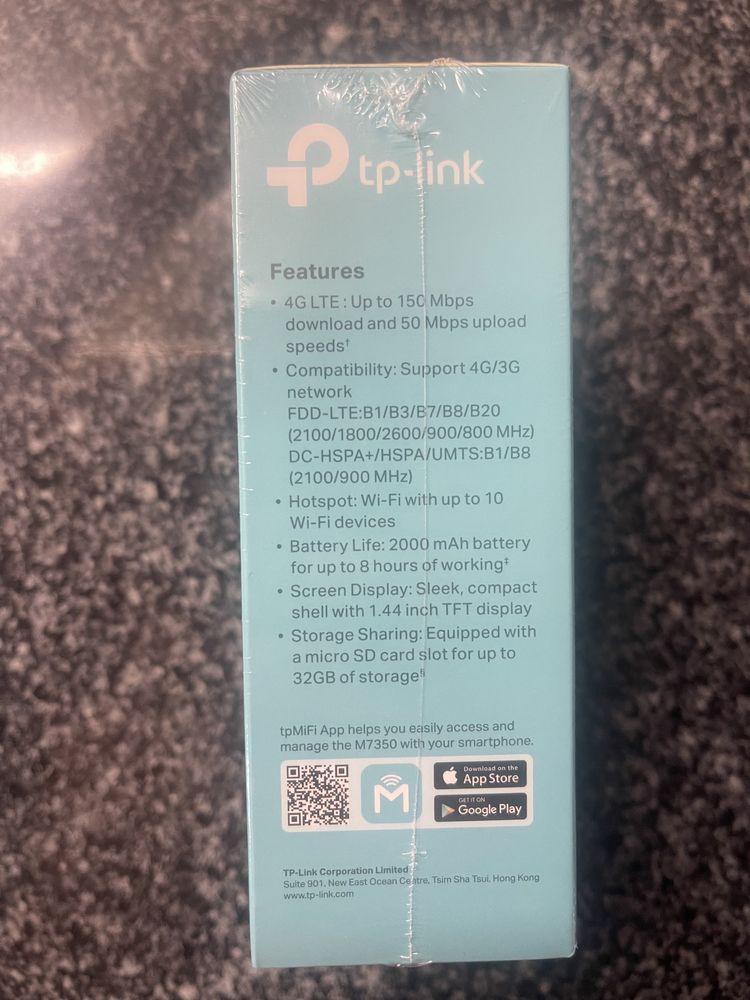 tp-link
Features
• 4G LTE : Up to 150 Mbps
download and 50 Mbps upload
speeds†
• Compatibility: Support 4G/3G
network
FDD-LTE:B1/B3/B7/B8/B20
(2100/1800/2600/900/800 MHz)
DC-HSPA+/HSPA/UMTS:B1/B8
(2100/900 MHz)
• Hotspot: Wi-Fi with up to 10
Wi-Fi devices
• Battery Life: 2000 mAh battery
for up to 8 hours of working‡
• Screen Display: Sleek, compact
shell with 1.44 inch TFT display
• Storage Sharing: Equipped with
a micro SD card slot for up to
32GB of storage§
tpMiFi App helps you easily access and
manage the M7350 with your smartphone.
M
Download on the
App Store
GET IT ON
Google Play
TP-Link Corporation Limited
Suite 901, New East Ocean Centre, Tsim Sha Tsui, Hong Kong
www.tp-link.com